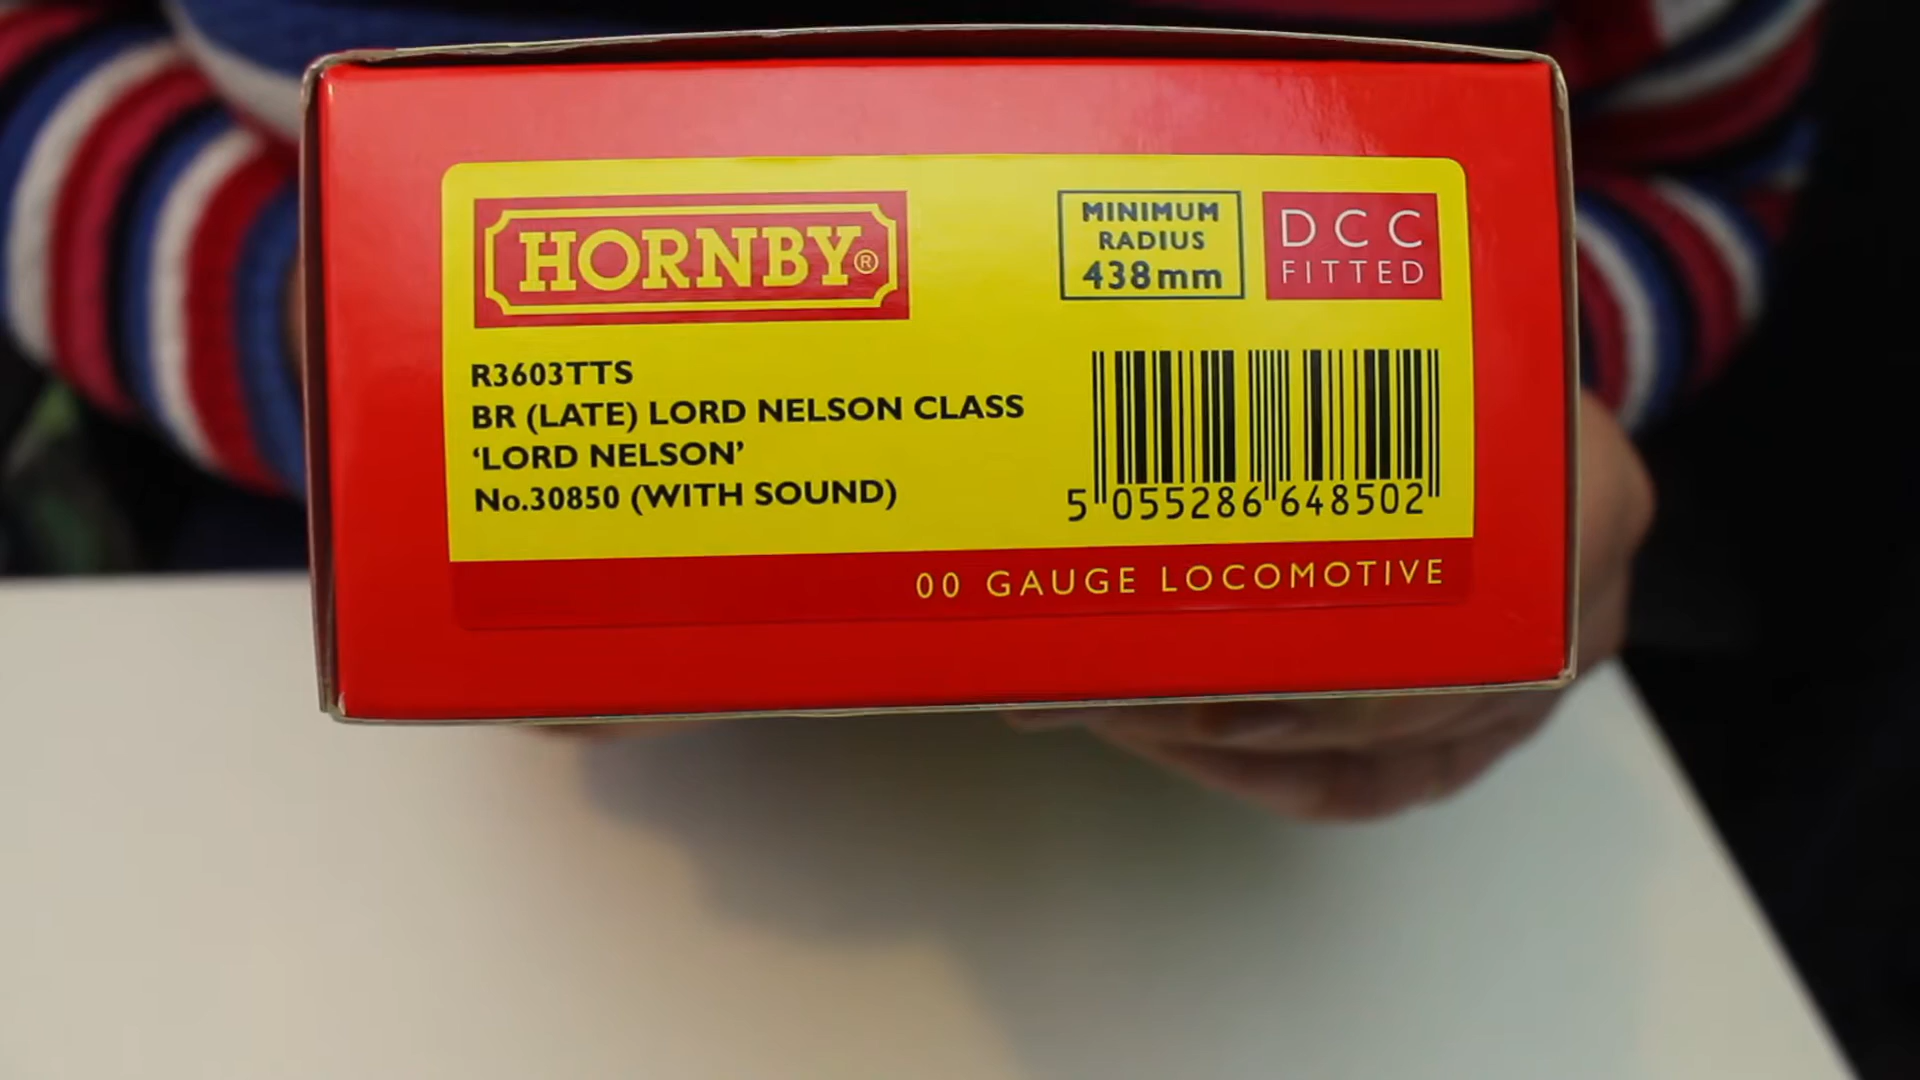 HORNBY®
MINIMUM
RADIUS
438mm
DCC
FITTED
R3603TTS
BR (LATE) LORD NELSON CLASS
‘LORD NELSON’
No.30850 (WITH SOUND)
5 055286 648502
00 GAUGE LOCOMOTIVE